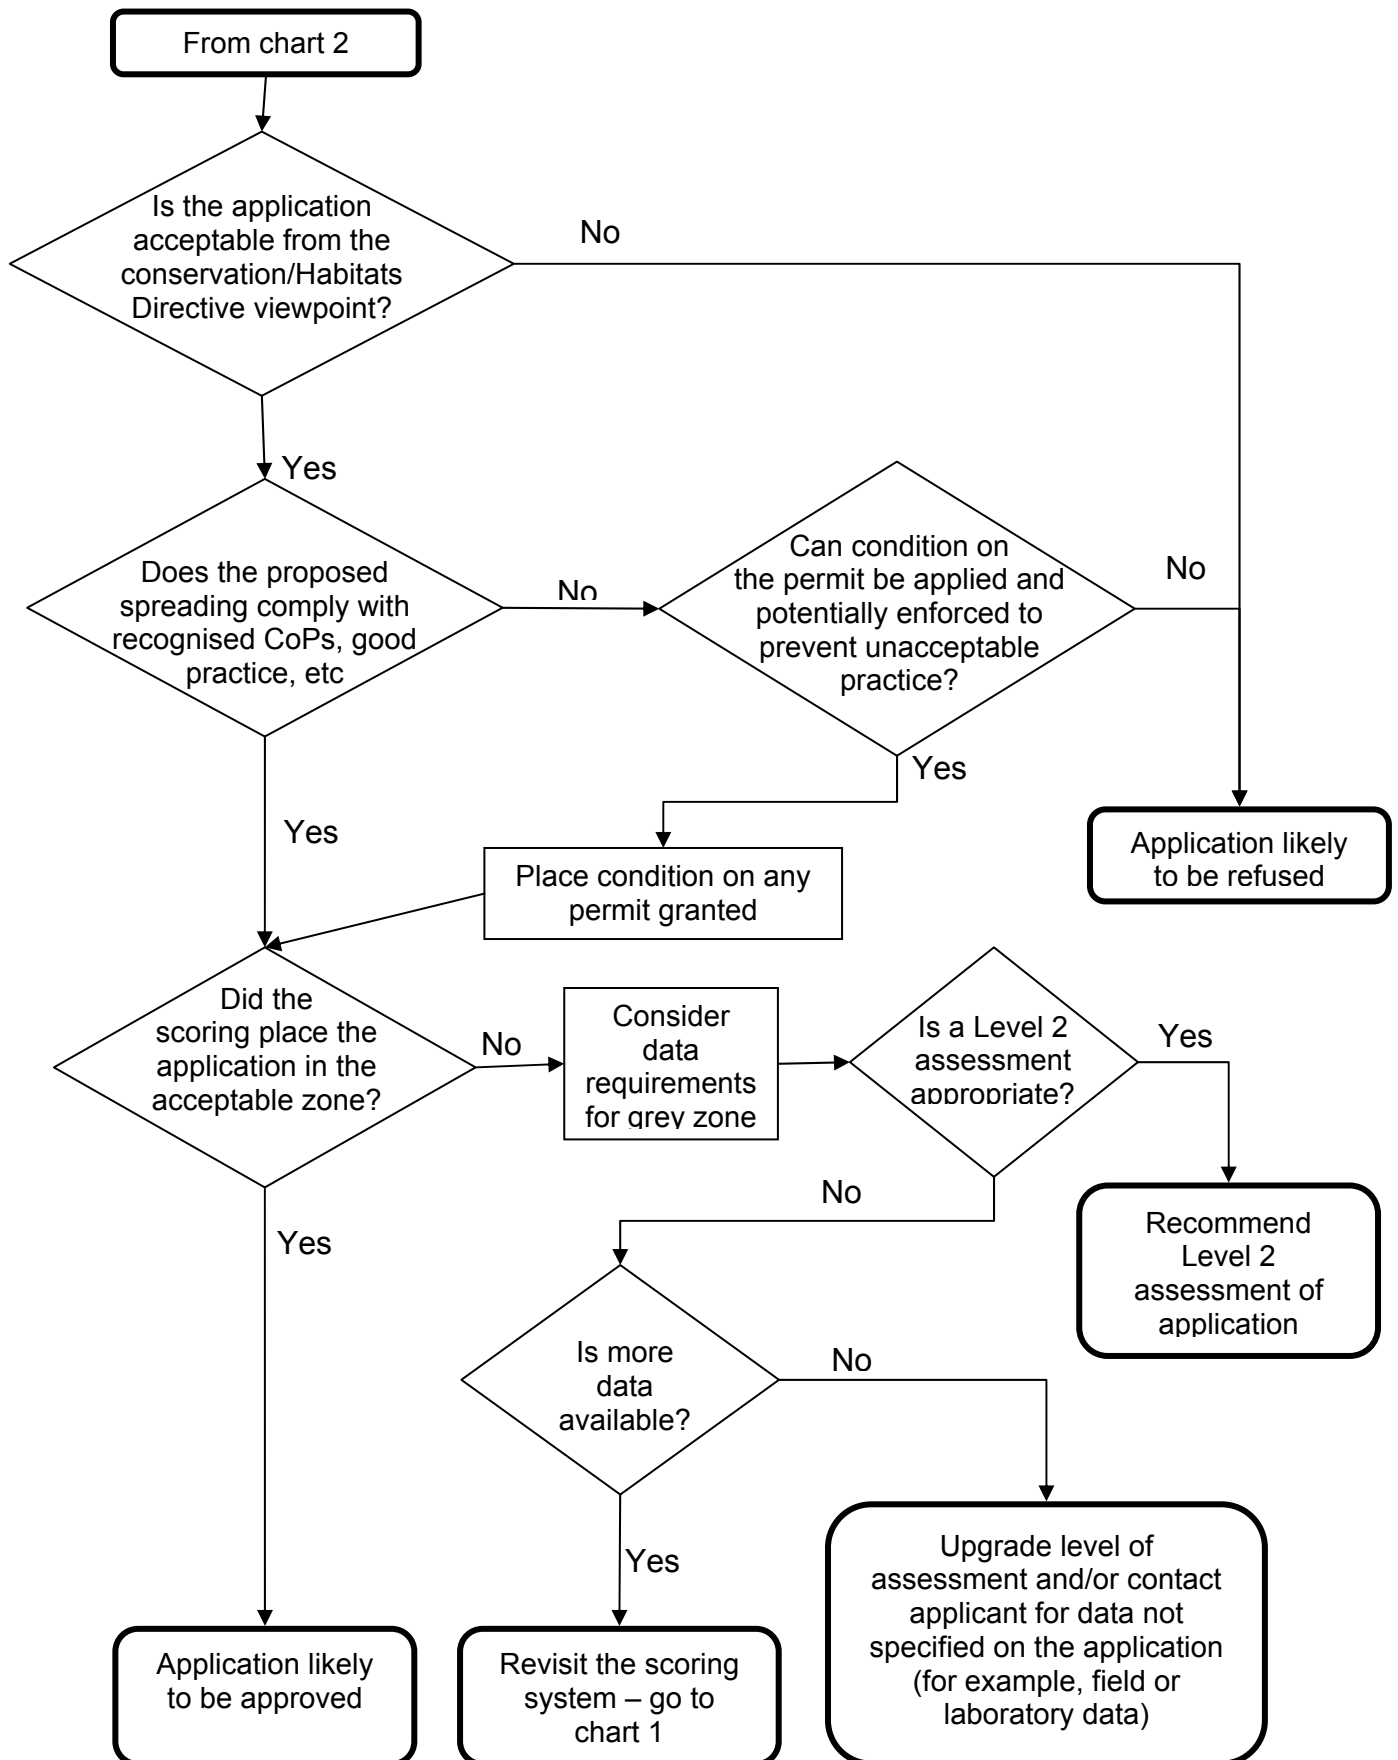 From chart 2
Is the application
acceptable from the
conservation/Habitats
Directive viewpoint?
No
Yes
Does the proposed
spreading comply with
recognised CoPs, good
practice, etc
No
Can condition on
the permit be applied and
potentially enforced to
prevent unacceptable
practice?
No
Yes
Yes
Application likely
to be refused
Place condition on any
permit granted
Did the
scoring place the
application in the
acceptable zone?
No
Consider
data
requirements
for grey zone
Is a Level 2
assessment
appropriate?
Yes
No
Yes
Recommend
Level 2
assessment of
application
Is more
data
available?
No
Yes
Upgrade level of
assessment and/or contact
applicant for data not
specified on the application
(for example, field or
laboratory data)
Application likely
to be approved
Revisit the scoring
system – go to
chart 1